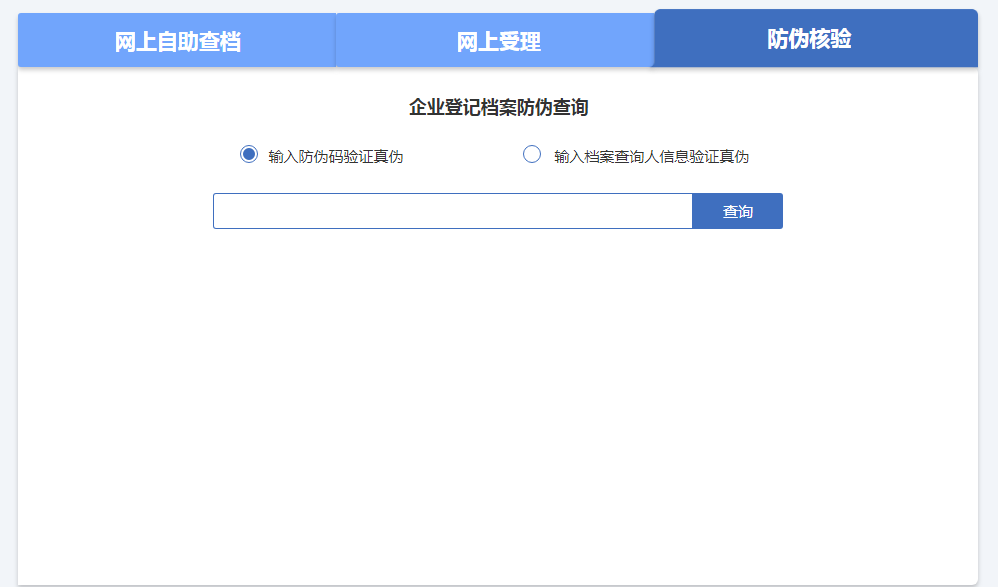 网上自助查档
网上受理
防伪核验
企业登记档案防伪查询
输入防伪码验证真伪
输入档案查询人信息验证真伪
查询